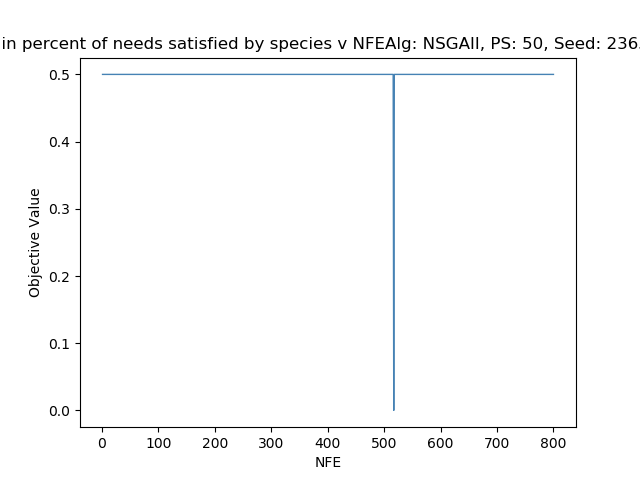 in percent of needs satisfied by species v NFEAlg: NSGAII, PS: 50, Seed: 236.
0.5
0.4
0.3
0.2
0.1
0.0
Objective Value
0 100 200 300 400 500 600 700 800
NFE